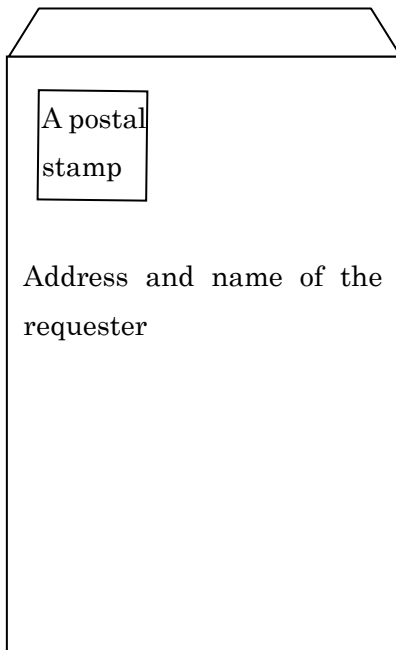 A postal
stamp
Address and name of the
requester